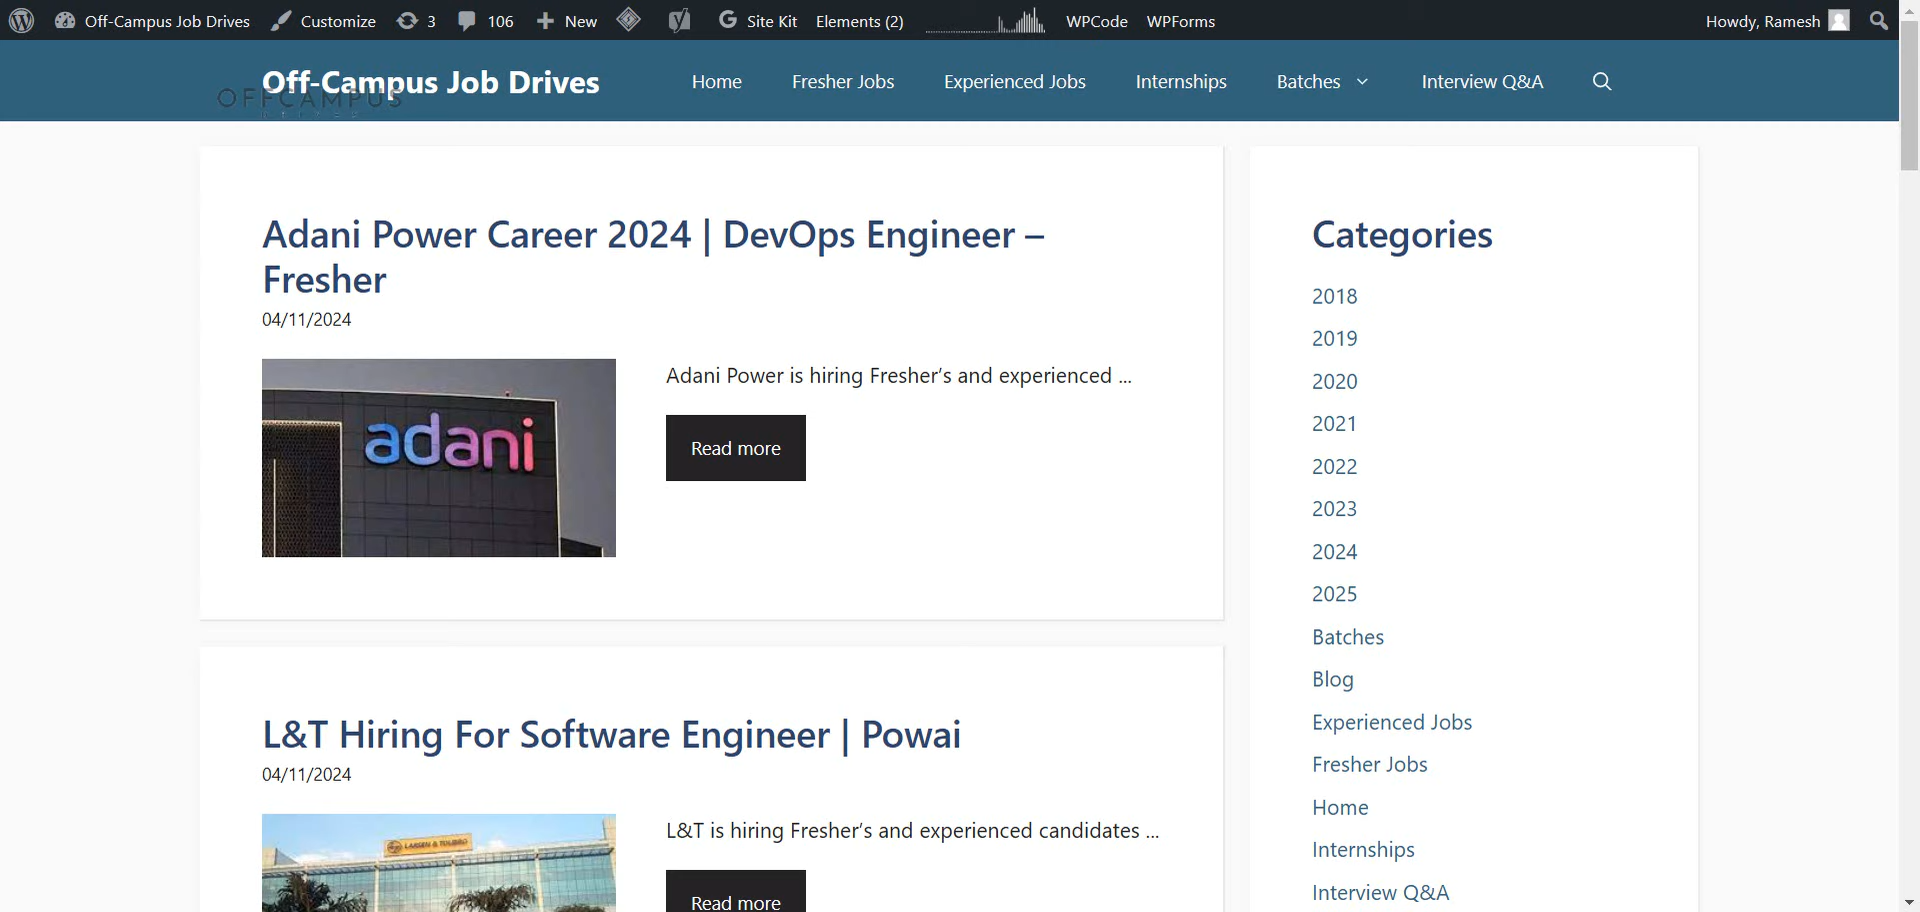 Off-Campus Job Drives Customize 3 106 New Site Kit Elements (2) WPCode WPForms Howdy, Ramesh
Off-Campus Job Drives Home Fresher Jobs Experienced Jobs Internships Batches Interview Q&A
OFFCAMPUS
Adani Power Career 2024 | DevOps Engineer –
Fresher
04/11/2024
adani
Adani Power is hiring Fresher’s and experienced ...
Read more
L&T Hiring For Software Engineer | Powai
04/11/2024
LARSEN & TOUBRO
L&T is hiring Fresher’s and experienced candidates ...
Read more
Categories
2018
2019
2020
2021
2022
2023
2024
2025
Batches
Blog
Experienced Jobs
Fresher Jobs
Home
Internships
Interview Q&A